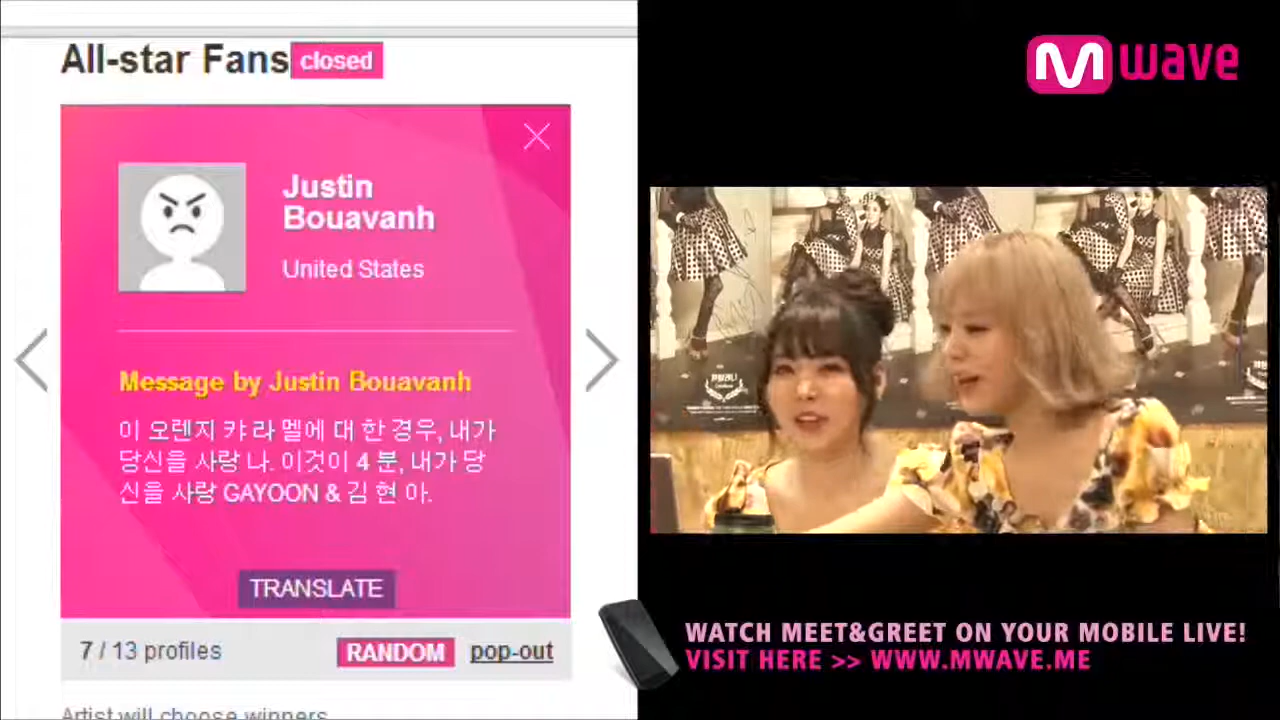 All-star Fans closed
Mwave
Justin
Bouavanh
United States
Message by Justin Bouavanh
이 오렌지 캬 라 멜에 대 한 경우, 내가
당신을 사랑 나. 이것이 4 분, 내가 당
신을 사랑 GAYOON & 김 현 아.
TRANSLATE
7 / 13 profiles
RANDOM
pop-out
Artist will choose winners
WATCH MEET&GREET ON YOUR MOBILE LIVE!
VISIT HERE >> WWW.MWAVE.ME